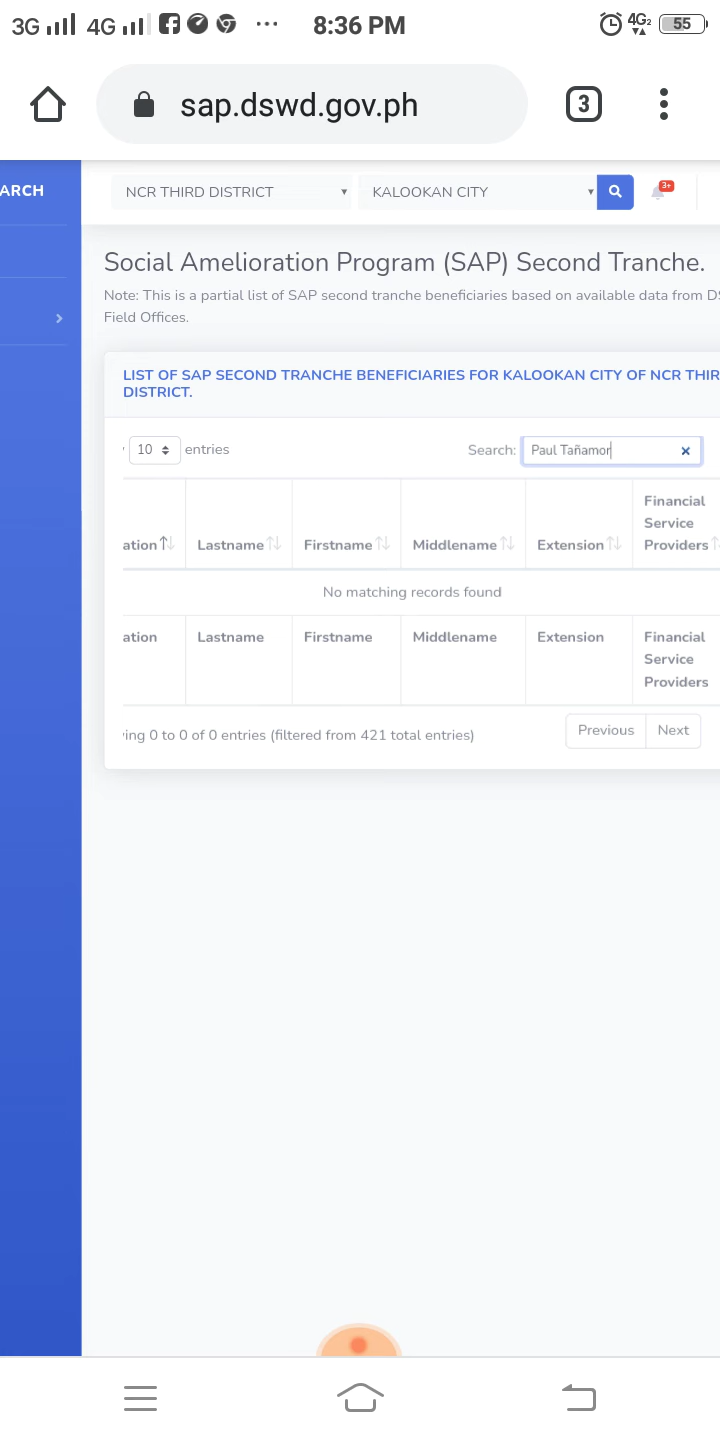 3G 4G 8:36 PM 4G2 55
sap.dswd.gov.ph 3
ARCH NCR THIRD DISTRICT KALOOKAN CITY 3+
Social Amelioration Program (SAP) Second Tranche.
Note: This is a partial list of SAP second tranche beneficiaries based on available data from DS
Field Offices.
LIST OF SAP SECOND TRANCHE BENEFICIARIES FOR KALOOKAN CITY OF NCR THIR
DISTRICT.
10 entries Search: Paul Tañamor
ation Lastname Firstname Middlename Extension Financial
Service
Providers
No matching records found
ation Lastname Firstname Middlename Extension Financial
Service
Providers
ing 0 to 0 of 0 entries (filtered from 421 total entries) Previous Next